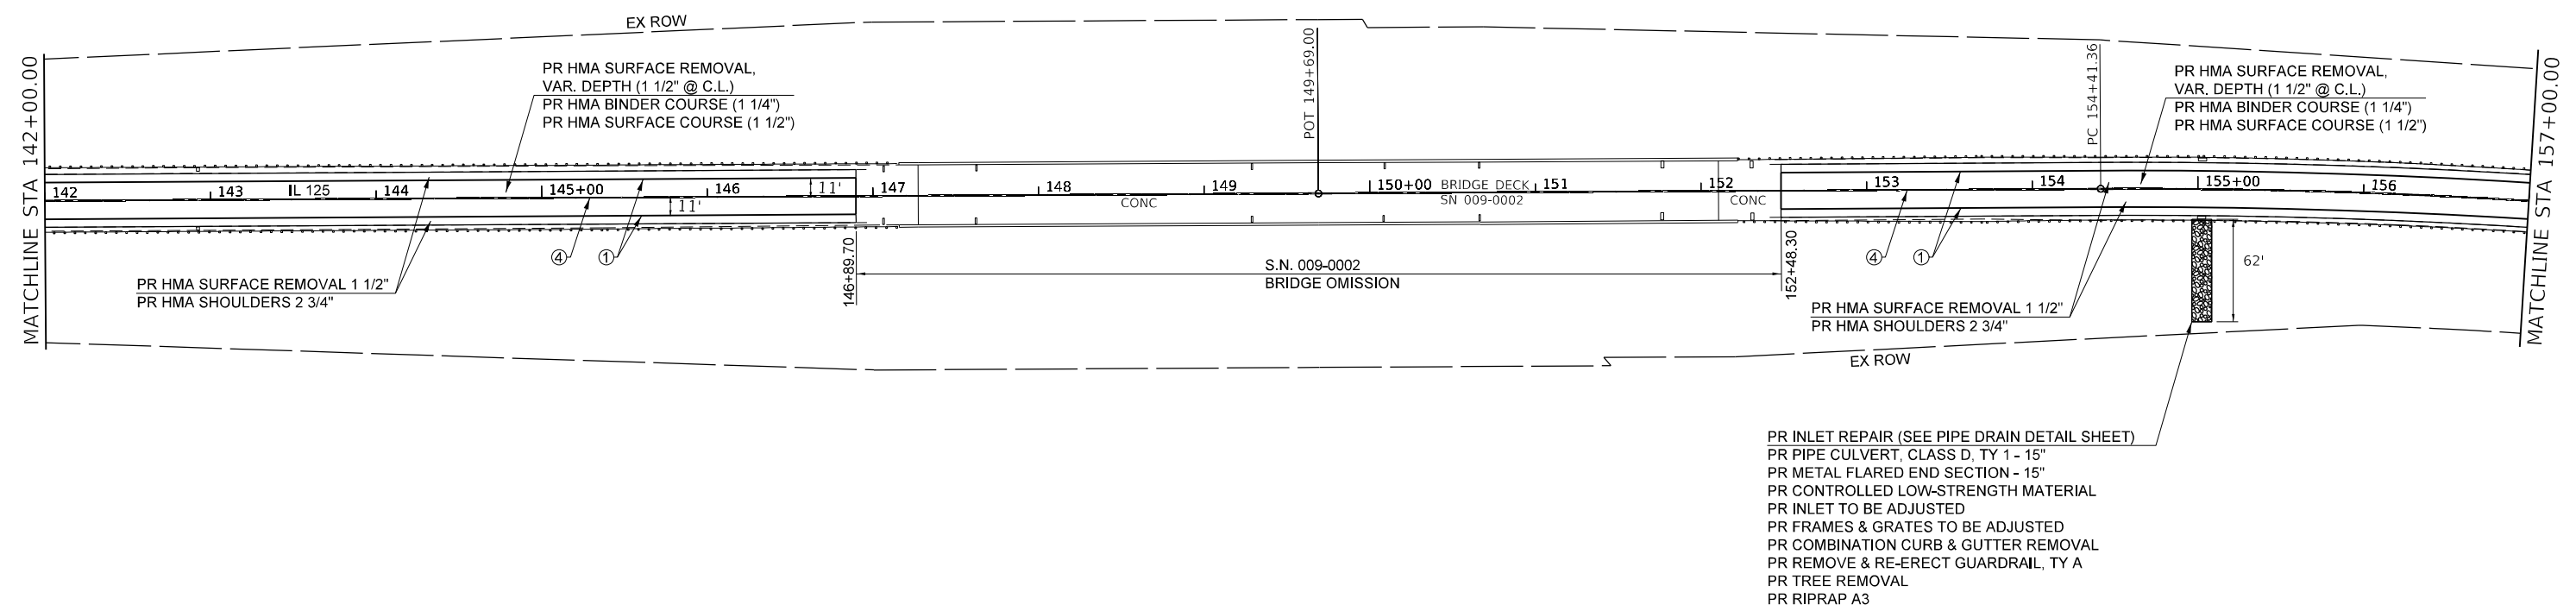 EX ROW
MATCHLINE STA 142+00.00
PR HMA SURFACE REMOVAL,
VAR. DEPTH (1 1/2" @ C.L.)
PR HMA BINDER COURSE (1 1/4")
PR HMA SURFACE COURSE (1 1/2")
POT 149+69.00
PC 154+41.36
PR HMA SURFACE REMOVAL,
VAR. DEPTH (1 1/2" @ C.L.)
PR HMA BINDER COURSE (1 1/4")
PR HMA SURFACE COURSE (1 1/2")
MATCHLINE STA 157+00.00
142 143 IL 125 144 145+00 146 11' 147 148 149 150+00 BRIDGE DECK 151 152 153 154 155+00 156
11' CONC SN 009-0002 CONC
4 1
4 1
PR HMA SURFACE REMOVAL 1 1/2"
PR HMA SHOULDERS 2 3/4"
146+89.70
S.N. 009-0002
BRIDGE OMISSION
152+48.30
PR HMA SURFACE REMOVAL 1 1/2"
PR HMA SHOULDERS 2 3/4"
62'
EX ROW
PR INLET REPAIR (SEE PIPE DRAIN DETAIL SHEET)
PR PIPE CULVERT, CLASS D, TY 1 - 15"
PR METAL FLARED END SECTION - 15"
PR CONTROLLED LOW-STRENGTH MATERIAL
PR INLET TO BE ADJUSTED
PR FRAMES & GRATES TO BE ADJUSTED
PR COMBINATION CURB & GUTTER REMOVAL
PR REMOVE & RE-ERECT GUARDRAIL, TY A
PR TREE REMOVAL
PR RIPRAP A3